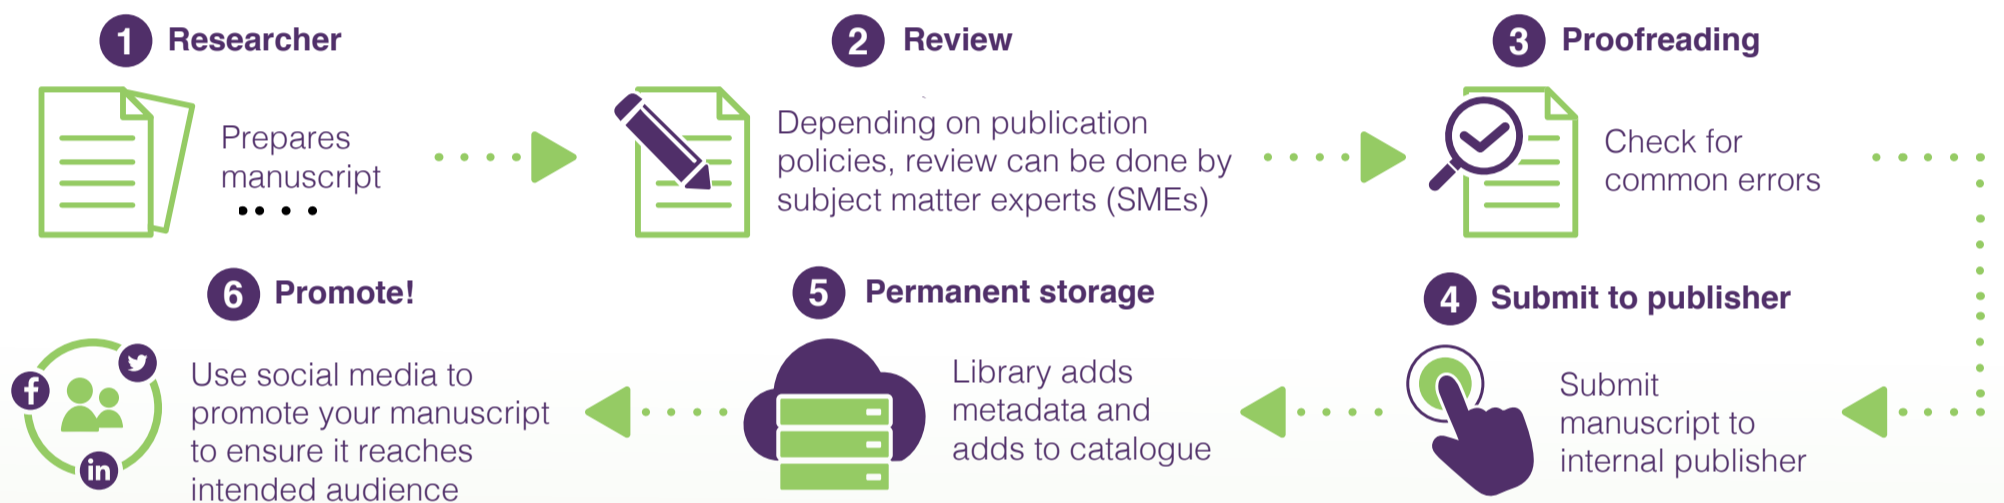 1 Researcher
Prepares
manuscript
2 Review
Depending on publication
policies, review can be done by
subject matter experts (SMEs)
3 Proofreading
Check for
common errors
4 Submit to publisher
Submit
manuscript to
internal publisher
5 Permanent storage
Library adds
metadata and
adds to catalogue
6 Promote!
Use social media to
promote your manuscript
to ensure it reaches
intended audience
f
in